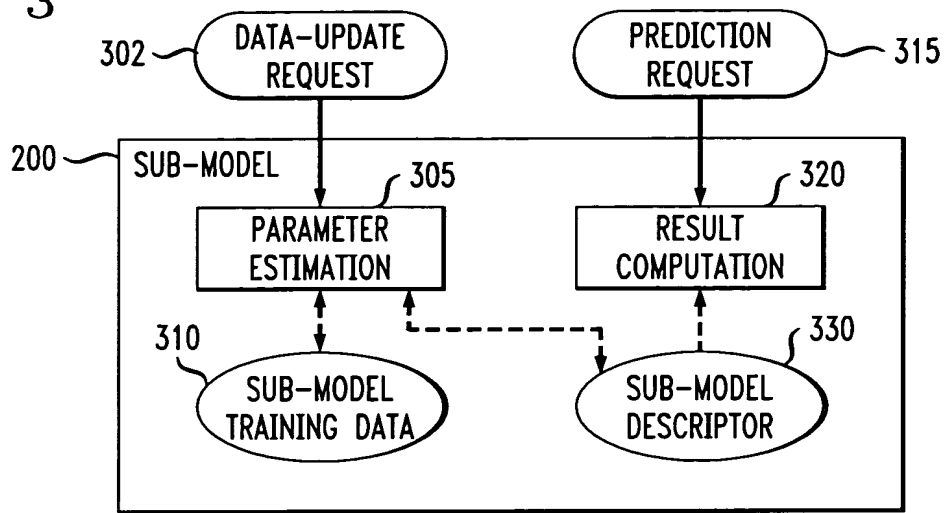 3
302
DATA-UPDATE
REQUEST
PREDICTION
REQUEST
315
200
SUB-MODEL
305
320
PARAMETER
ESTIMATION
RESULT
COMPUTATION
310
330
SUB-MODEL
TRAINING DATA
SUB-MODEL
DESCRIPTOR